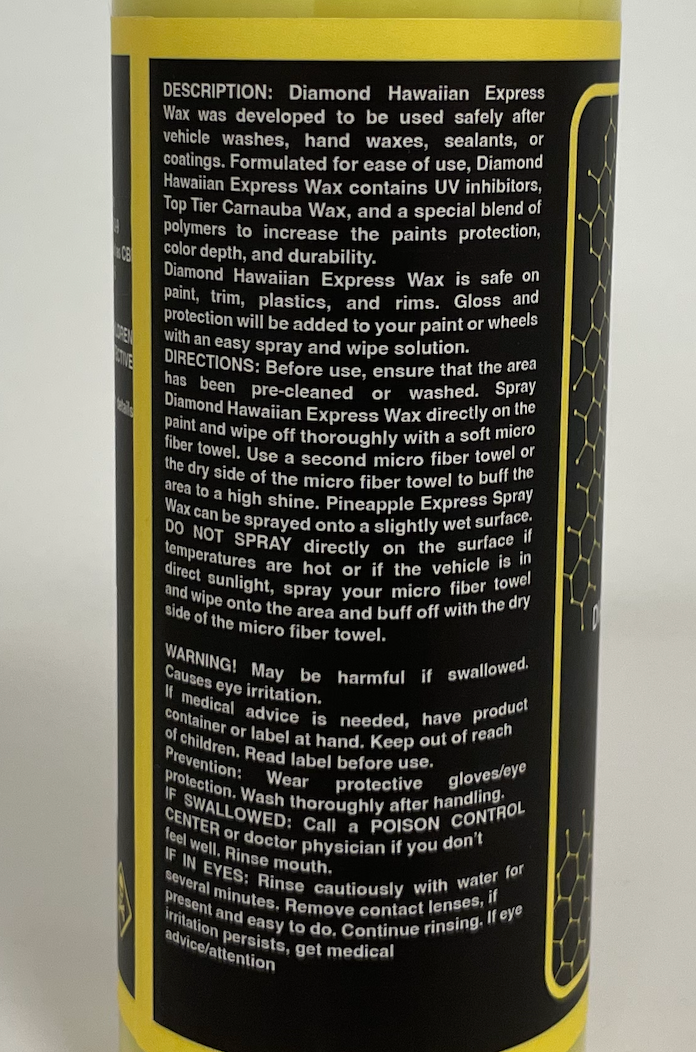 DESCRIPTION: Diamond Hawaiian Express
Wax was developed to be used safely after
vehicle washes, hand waxes, sealants, or
coatings. Formulated for ease of use, Diamond
Hawaiian Express Wax contains UV inhibitors,
Top Tier Carnauba Wax, and a special blend of
polymers to increase the paints protection,
color depth, and durability.
Diamond Hawaiian Express Wax is safe on
paint, trim, plastics, and rims. Gloss and
protection will be added to your paint or wheels
with an easy spray and wipe solution.
DIRECTIONS: Before use, ensure that the area
has been pre-cleaned or washed. Spray
Diamond Hawaiian Express Wax directly on the
paint and wipe off thoroughly with a soft micro
fiber towel. Use a second micro fiber towel or
the dry side of the micro fiber towel to buff the
area to a high shine. Pineapple Express Spray
Wax can be sprayed onto a slightly wet surface.
DO NOT SPRAY directly on the surface if
temperatures are hot or if the vehicle is in
direct sunlight, spray your micro fiber towel
and wipe onto the area and buff off with the dry
side of the micro fiber towel.
WARNING! May be harmful if swallowed.
Causes eye irritation.
If medical advice is needed, have product
container or label at hand. Keep out of reach
of children. Read label before use.
Prevention: Wear protective gloves/eye
protection. Wash thoroughly after handling.
IF SWALLOWED: Call a POISON CONTROL
CENTER or doctor physician if you don't
feel well. Rinse mouth.
IF IN EYES: Rinse cautiously with water for
several minutes. Remove contact lenses, if
present and easy to do. Continue rinsing. If eye
irritation persists, get medical
advice/attention